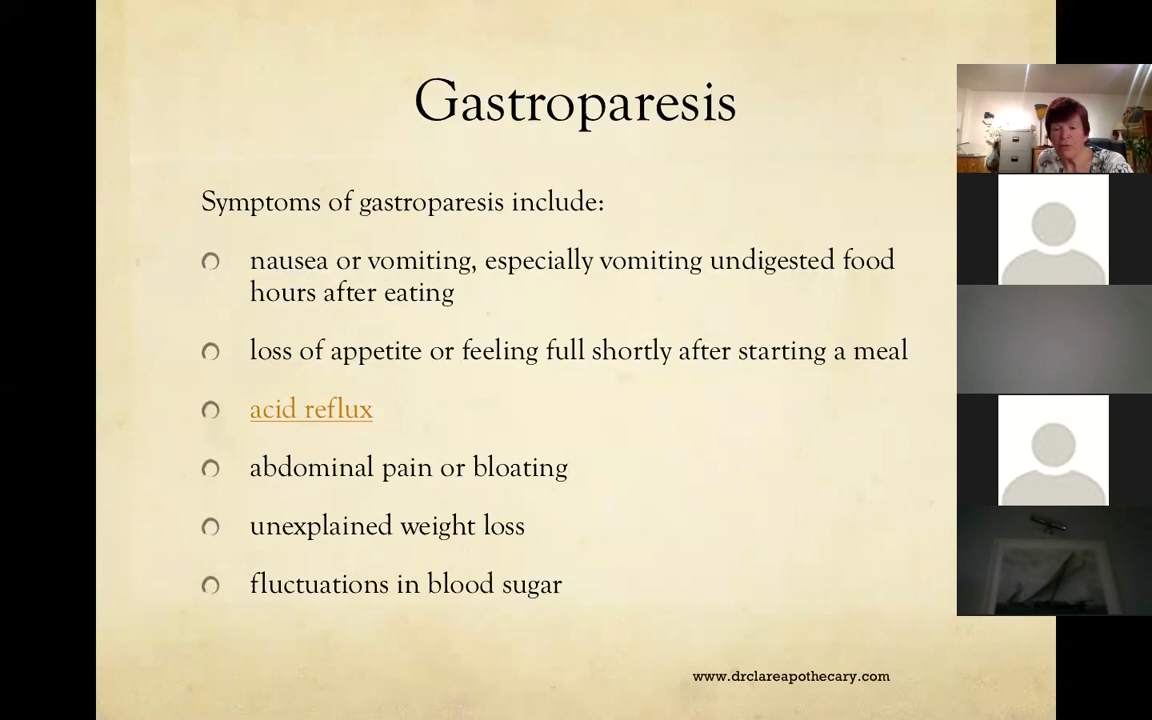 Gastroparesis
Symptoms of gastroparesis include:
nausea or vomiting, especially vomiting undigested food
hours after eating
loss of appetite or feeling full shortly after starting a meal
acid reflux
abdominal pain or bloating
unexplained weight loss
fluctuations in blood sugar
www.drclareapothecary.com